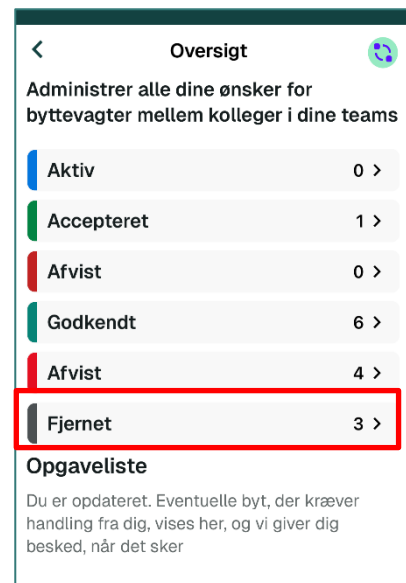 Oversigt
Administrer alle dine ønsker for
byttevagter mellem kolleger i dine teams
Aktiv 0
Accepteret 1
Afvist 0
Godkendt 6
Afvist 4
Fjernet 3
Opgaveliste
Du er opdateret. Eventuelle byt, der kræver
handling fra dig, vises her, og vi giver dig
besked, når det sker